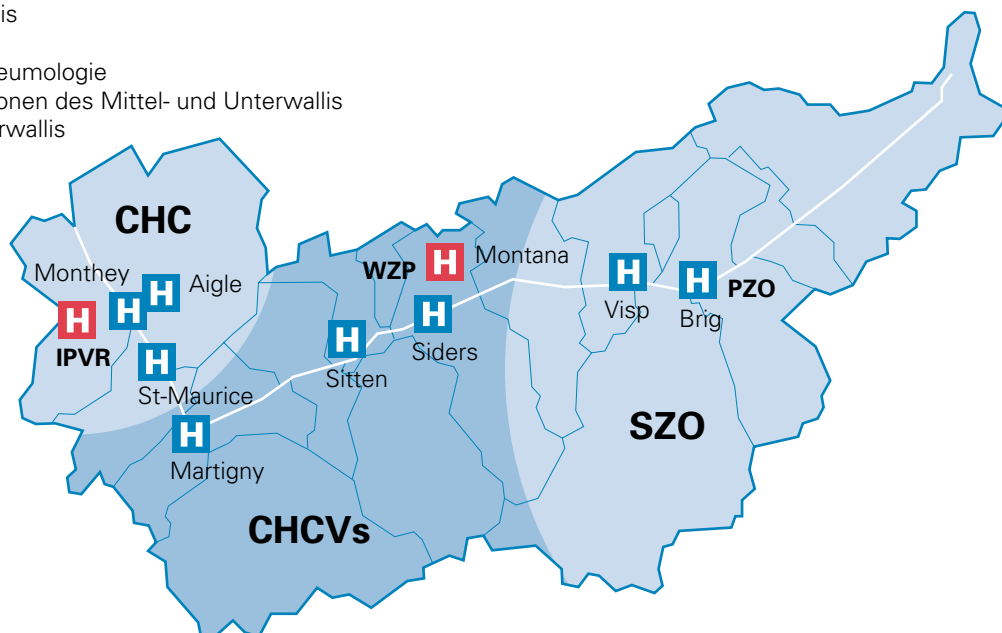 is
eumologie
onen des Mittel- und Unterwallis
rwallis
CHC
Monthey
H
Aigle
H
H
IPVR
H
St-Maurice
H
Martigny
WZP
H
Montana
H
Siders
H
Sitten
CHCVs
H
Visp
H
PZO
Brig
SZO